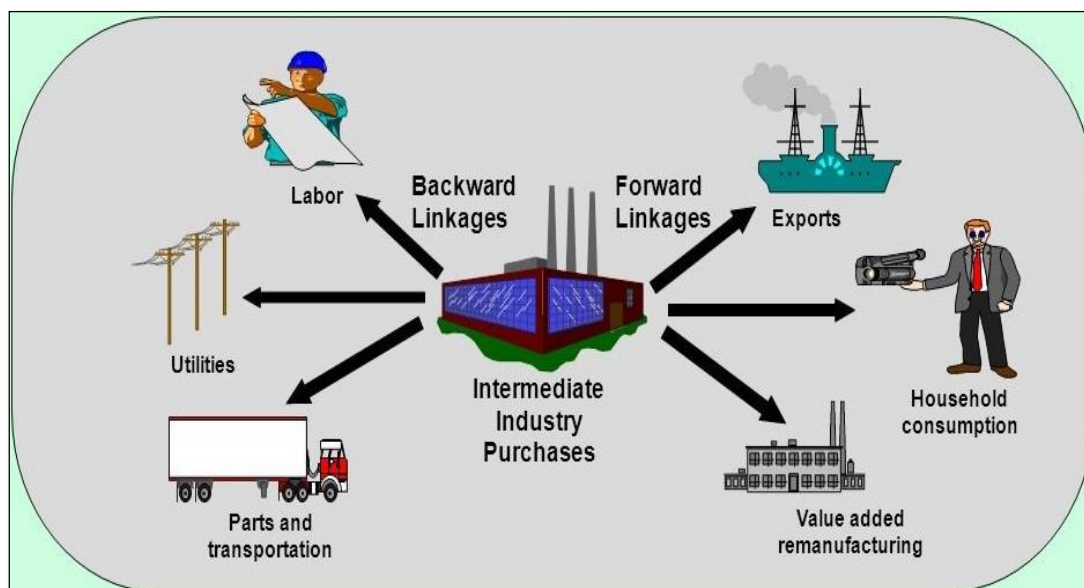 Labor
Backward
Linkages
Forward
Linkages
Exports
Utilities
Intermediate
Industry
Purchases
Household
consumption
Parts and
transportation
Value added
remanufacturing